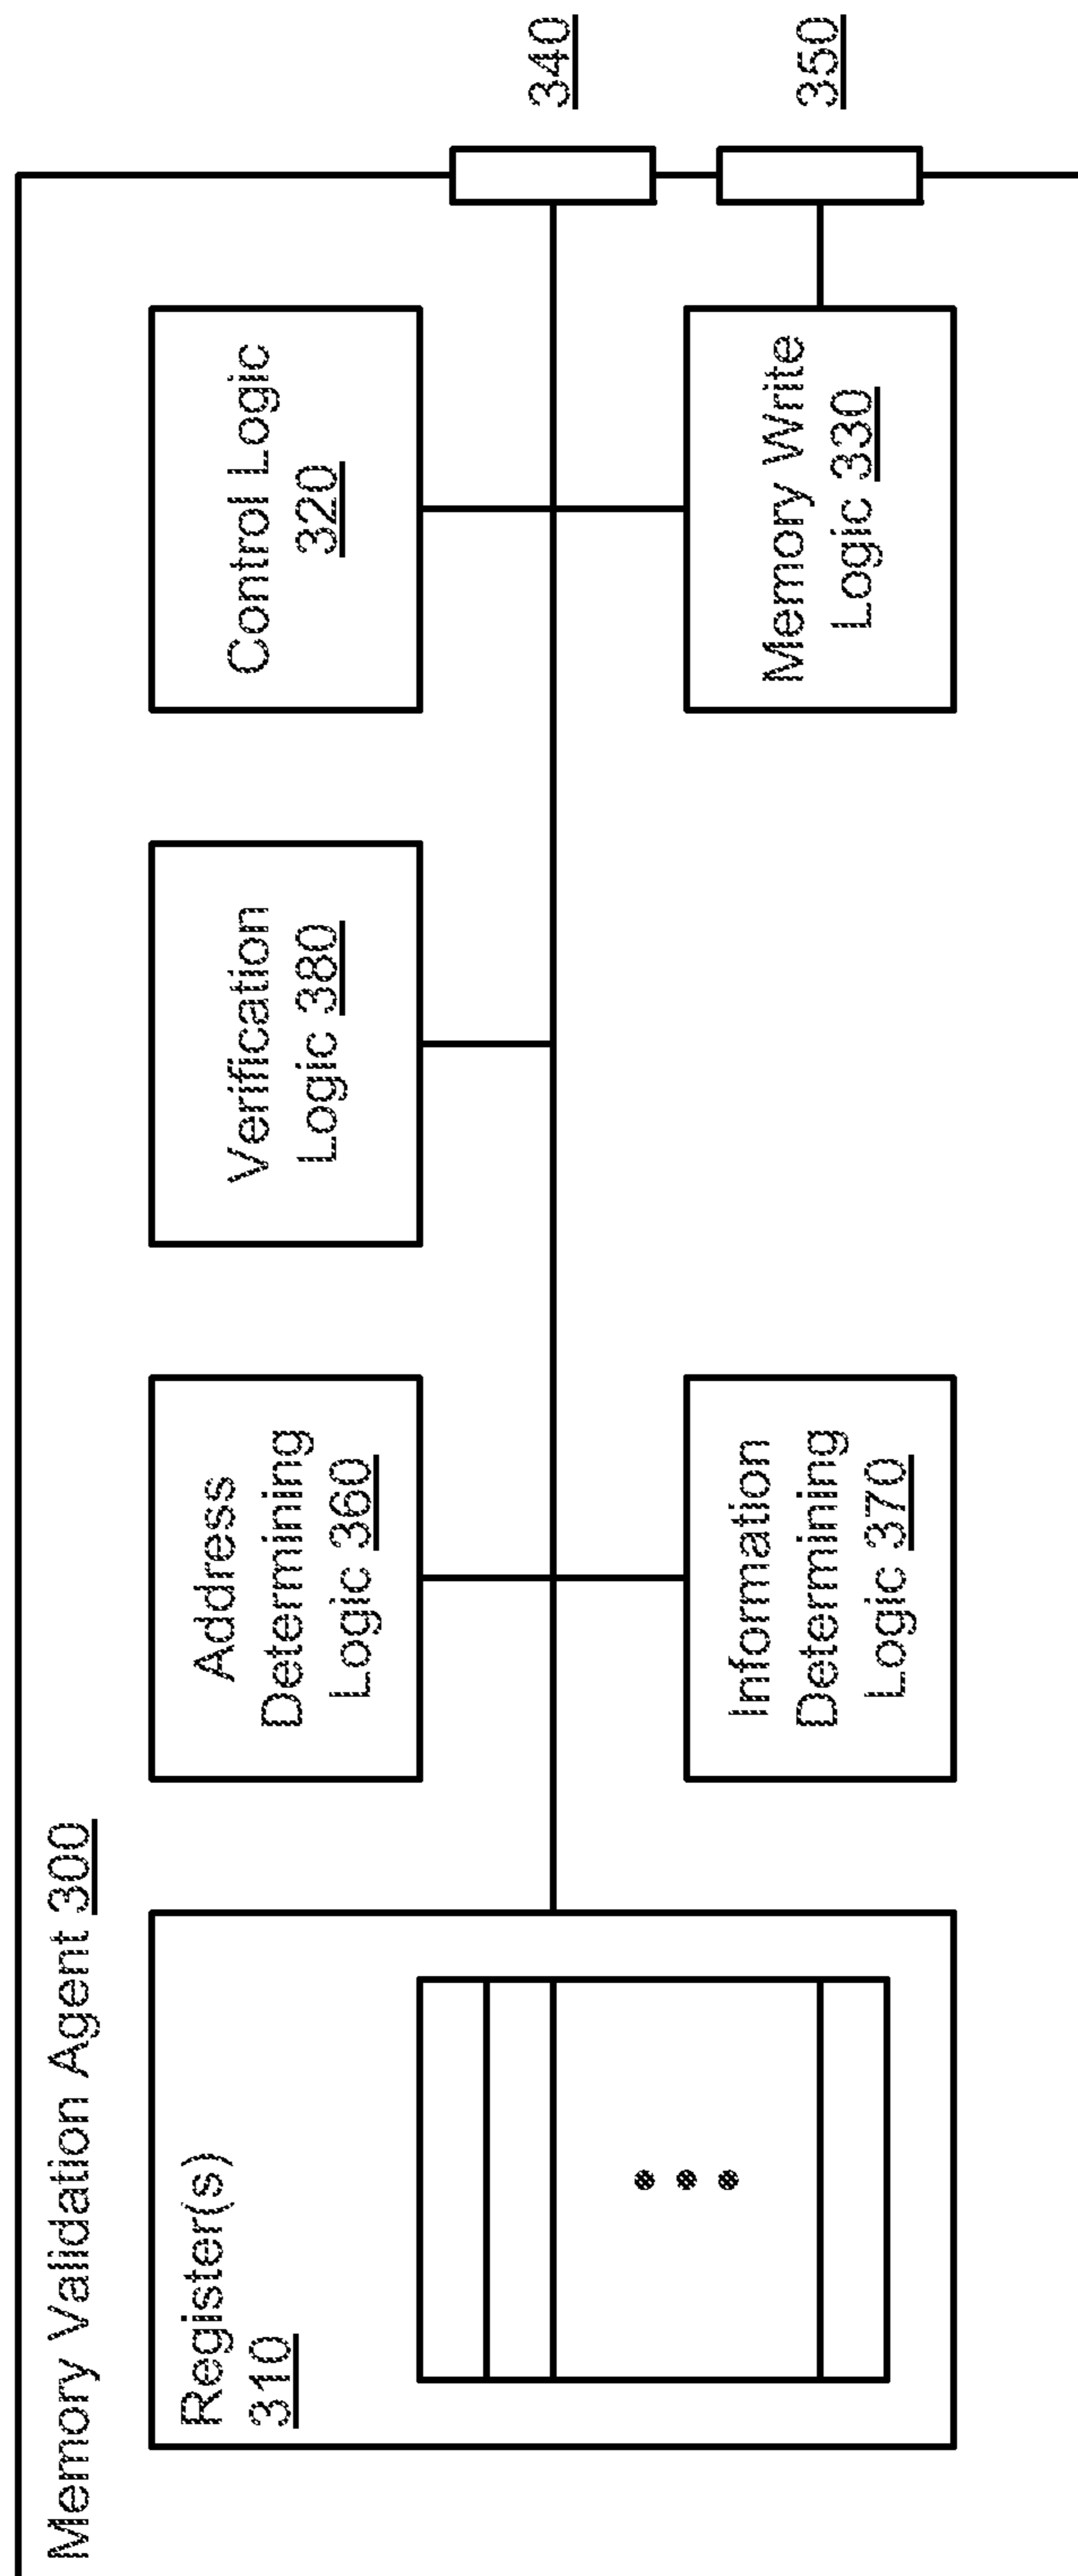 Memory Validation Agent 300
Register(s)
310
Address
Determining
Logic 360
Verification
Logic 380
Control Logic
320
340
Information
Determining
Logic 370
Memory Write
Logic 330
350